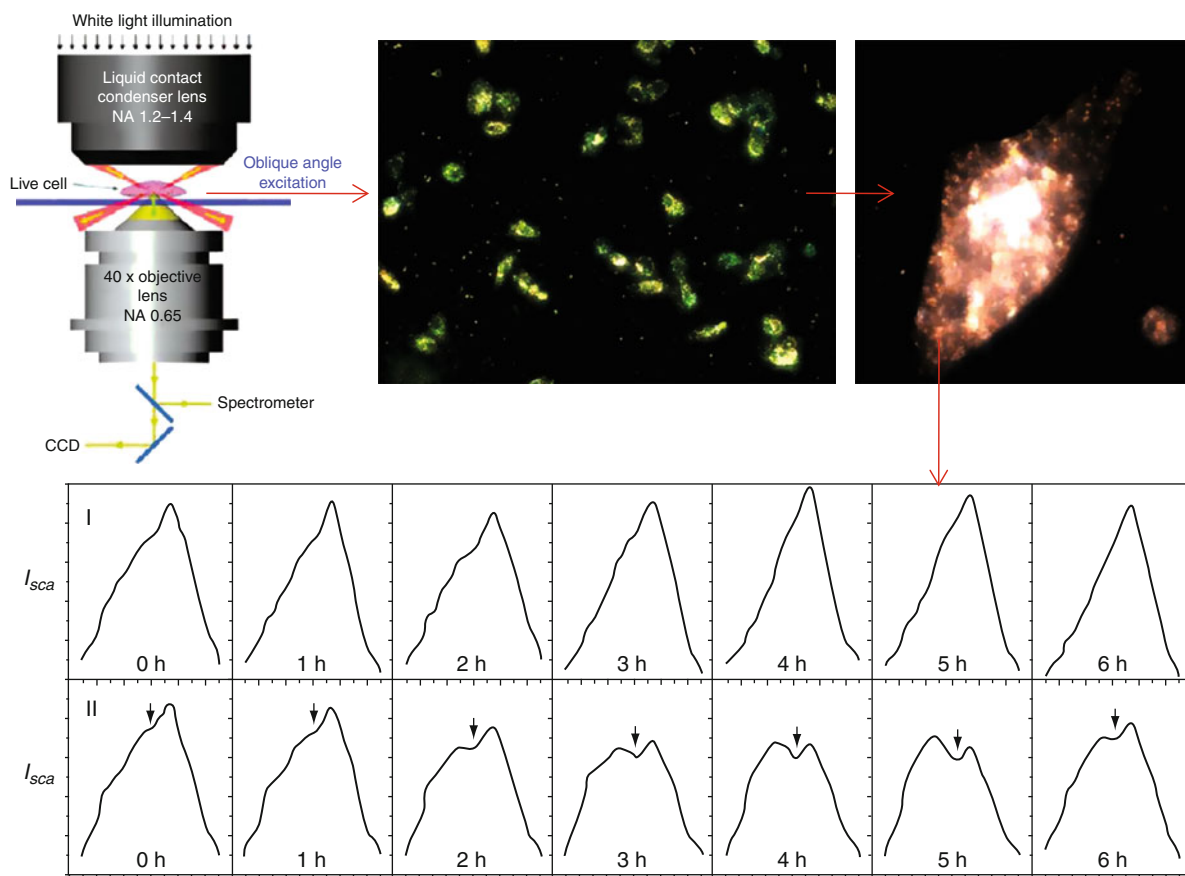 White light illumination
Liquid contact
condenser lens
NA 1.2–1.4
Oblique angle
excitation
Live cell
40 x objective
lens
NA 0.65
Spectrometer
CCD
I
I sca
0 h 1 h 2 h 3 h 4 h 5 h 6 h
II
I sca
0 h 1 h 2 h 3 h 4 h 5 h 6 h